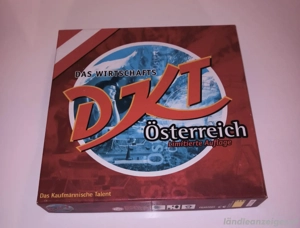 DAS WIRTSCHAFTS
DKT
Österreich
Limitierte Auflage
Das Kaufmännische Talent